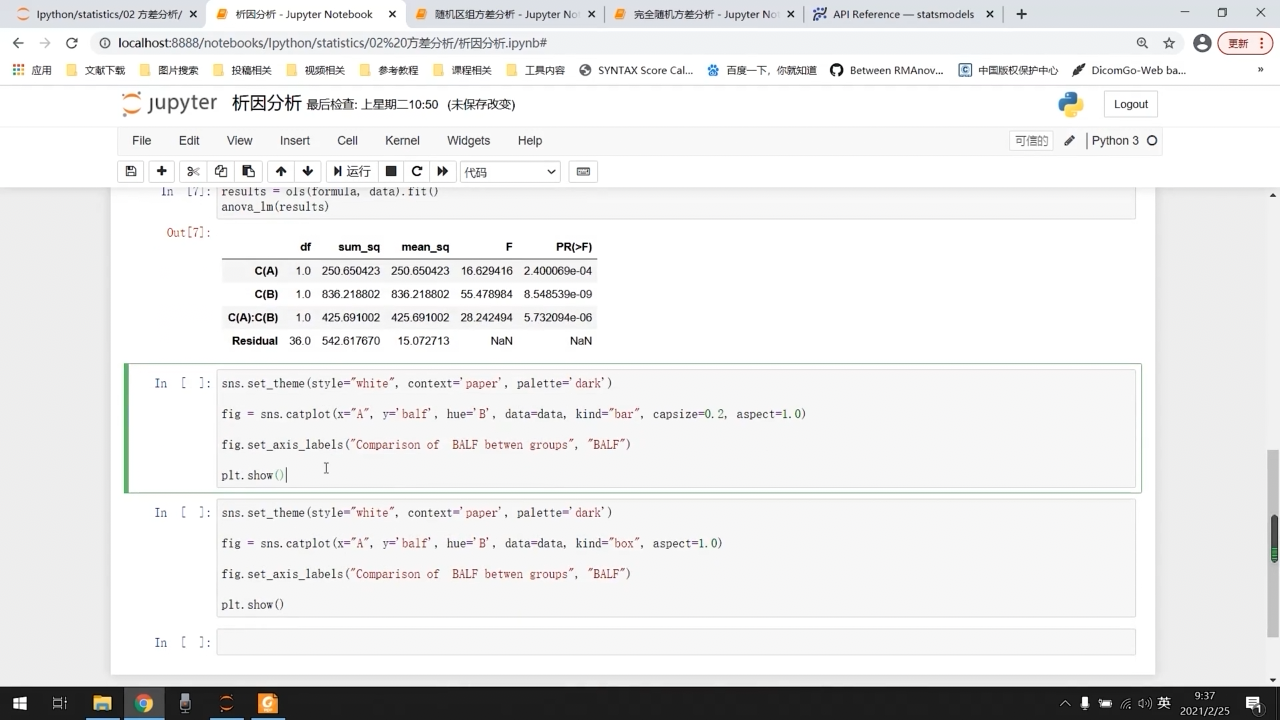 lpython/statistics/02 方差分析/
析因分析 - Jupyter Notebook
随机区组方差分析 - Jupyter No
完全随机方差分析 - Jupyter Not
API Reference — statsmodels
localhost:8888/notebooks/lpython/statistics/02%20方差分析/析因分析.ipynb#
更新
应用
文献下载
图片搜索
投稿相关
视频相关
参考教程
课程相关
工具内容
SYNTAX Score Cal...
百度一下，你就知道
Between RMAnov...
中国版权保护中心
DicomGo-Web ba...
jupyter 析因分析 最后检查: 上星期二10:50 (未保存改变)
Logout
File Edit View Insert Cell Kernel Widgets Help
可信的
Python 3
运行
代码
In [7]: results = ols(formula, data).fit()
anova_lm(results)
Out[7]:
df sum_sq mean_sq F PR(>F)
C(A) 1.0 250.650423 250.650423 16.629416 2.400069e-04
C(B) 1.0 836.218802 836.218802 55.478984 8.548539e-09
C(A):C(B) 1.0 425.691002 425.691002 28.242494 5.732094e-06
Residual 36.0 542.617670 15.072713 NaN NaN
In [ ]: sns.set_theme(style="white", context='paper', palette='dark')
fig = sns.catplot(x="A", y='balf', hue='B', data=data, kind="bar", capsize=0.2, aspect=1.0)
fig.set_axis_labels("Comparison of  BALF betwen groups", "BALF")
plt.show()
In [ ]: sns.set_theme(style="white", context='paper', palette='dark')
fig = sns.catplot(x="A", y='balf', hue='B', data=data, kind="box", aspect=1.0)
fig.set_axis_labels("Comparison of  BALF betwen groups", "BALF")
plt.show()
In [ ]:
英
9:37
2021/2/25